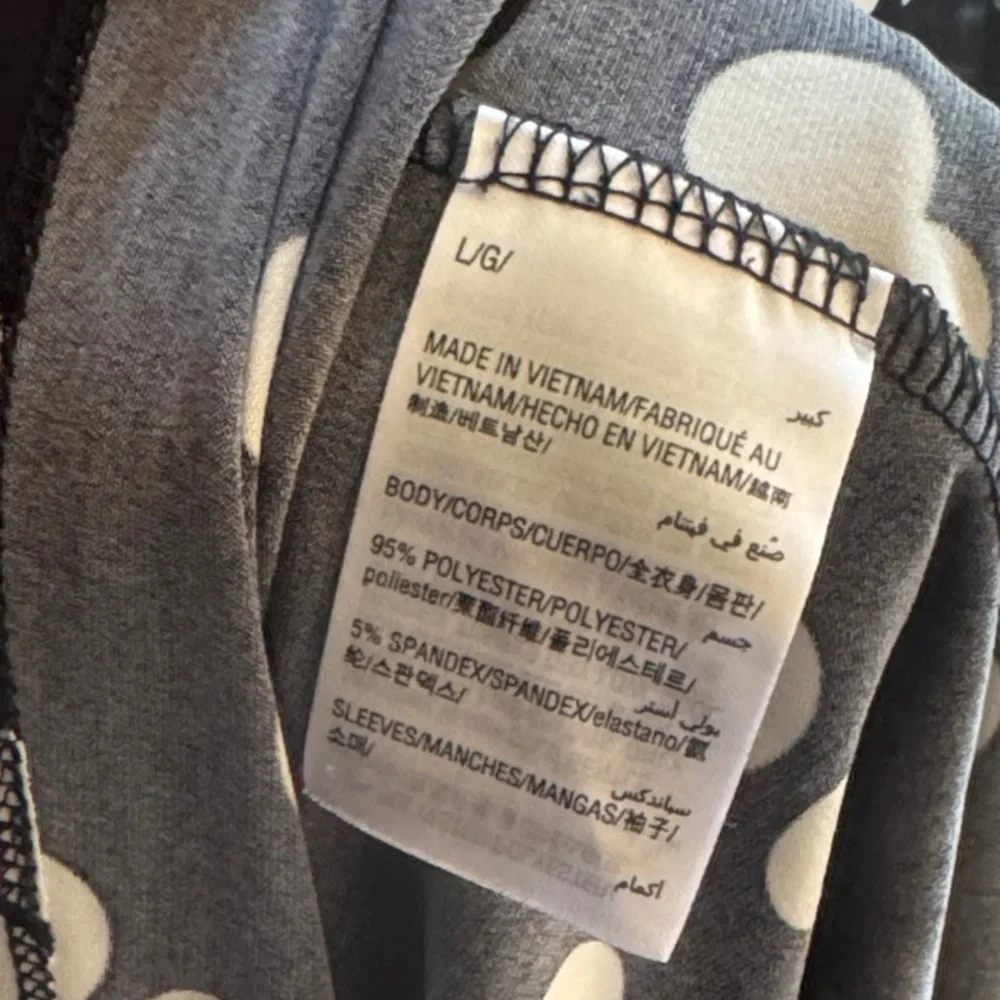 L/G/
كبير
MADE IN VIETNAM/FABRIQUÉ AU
VIETNAM/HECHO EN VIETNAM/越南
制造/베트남산/
صُنع في فيتنام
BODY/CORPS/CUERPO/全衣身/몸판/
جسم
95% POLYESTER/POLYESTER/
poliester/聚酯纤维/폴리에스테르/
بولي أستر
5% SPANDEX/SPANDEX/elastano/氨
纶/스판덱스/
سباندكس
SLEEVES/MANCHES/MANGAS/袖子/
소매/
أكمام